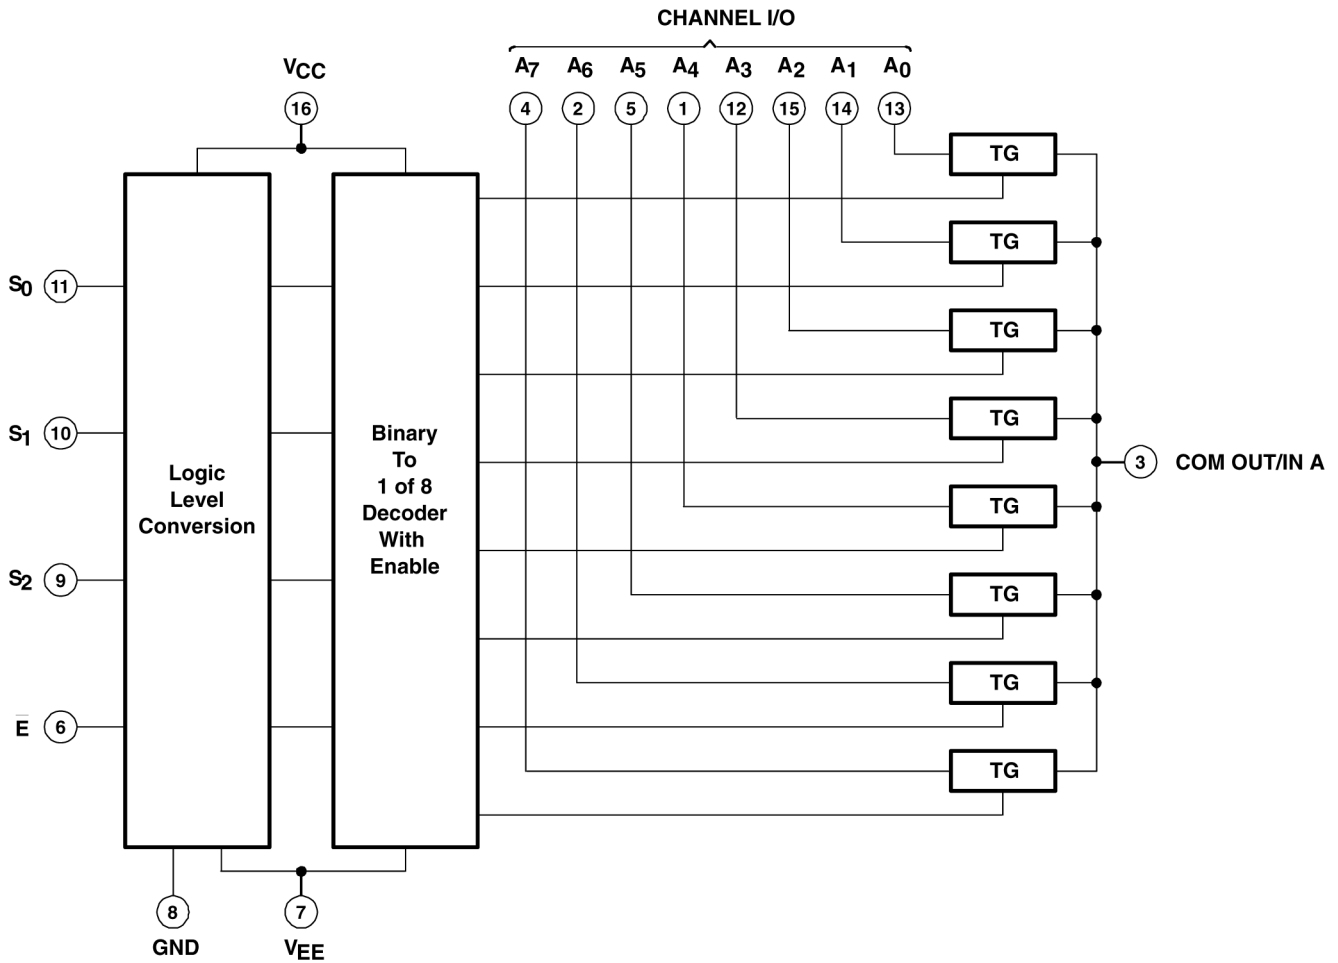 CHANNEL I/O
VCC
A7 A6 A5 A4 A3 A2 A1 A0
16
4 2 5 1 12 15 14 13
TG
TG
S0 11
TG
TG
S1 10
Binary
To
1 of 8
Decoder
With
Enable
Logic
Level
Conversion
3 COM OUT/IN A
TG
S2 9
TG
TG
E̅ 6
TG
8
7
GND
VEE